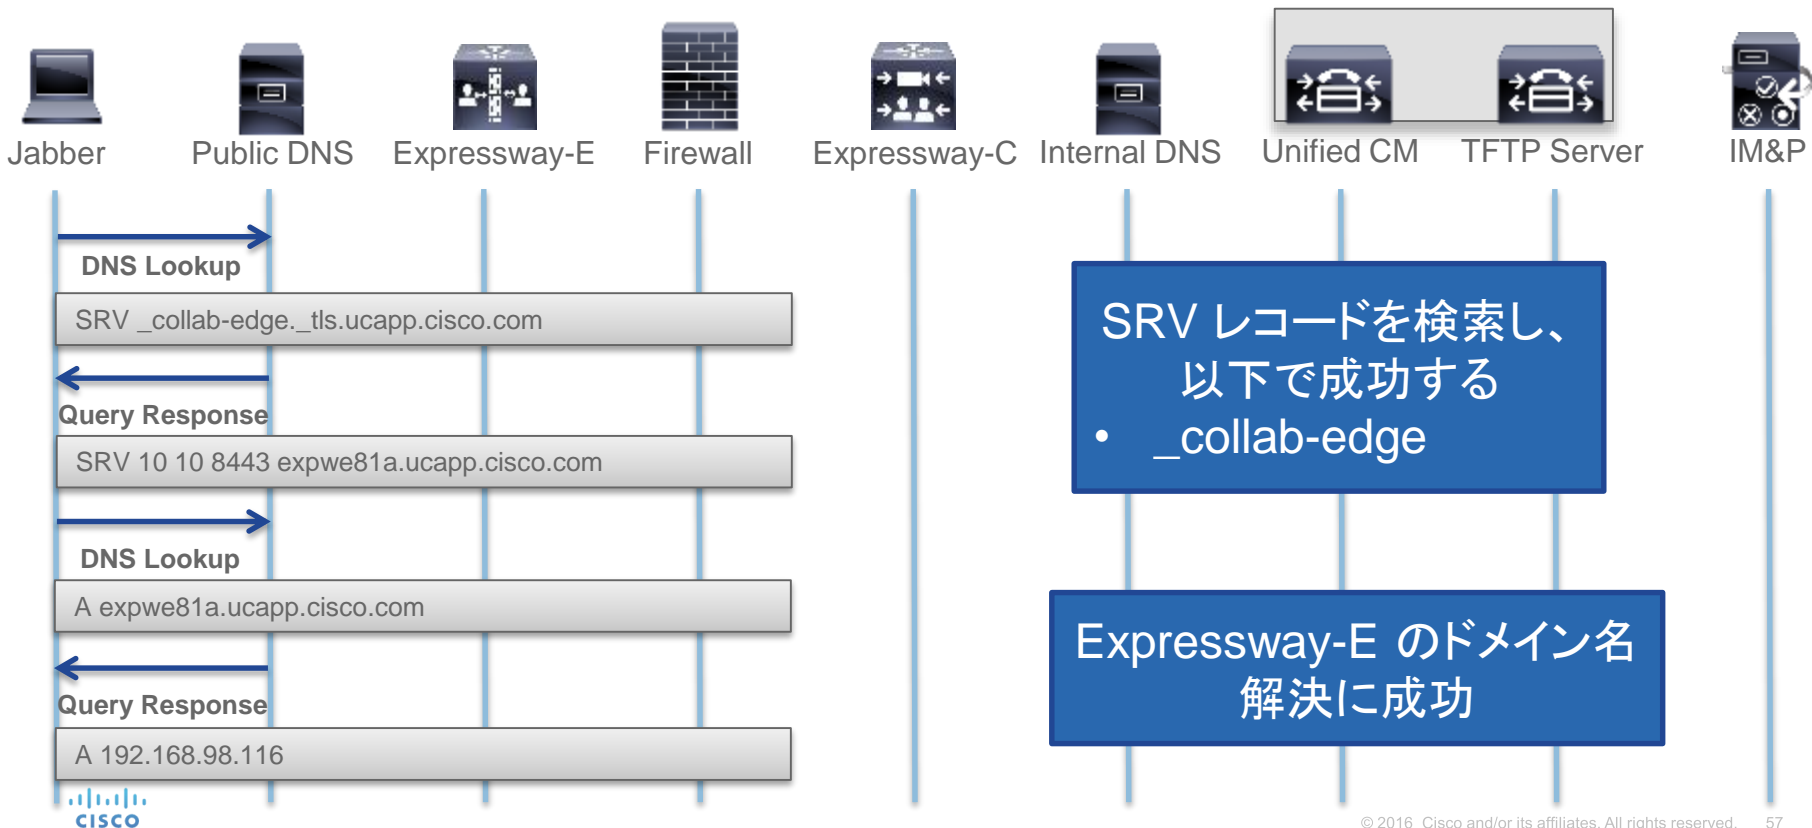 Jabber
Public DNS
Expressway-E
Firewall
Expressway-C
Internal DNS
Unified CM
TFTP Server
IM&P
DNS Lookup
SRV _collab-edge._tls.ucapp.cisco.com
Query Response
SRV 10 10 8443 expwe81a.ucapp.cisco.com
DNS Lookup
A expwe81a.ucapp.cisco.com
Query Response
A 192.168.98.116
SRV レコードを検索し、
以下で成功する
• _collab-edge
Expressway-E のドメイン名
解決に成功
CISCO
© 2016 Cisco and/or its affiliates. All rights reserved. 57